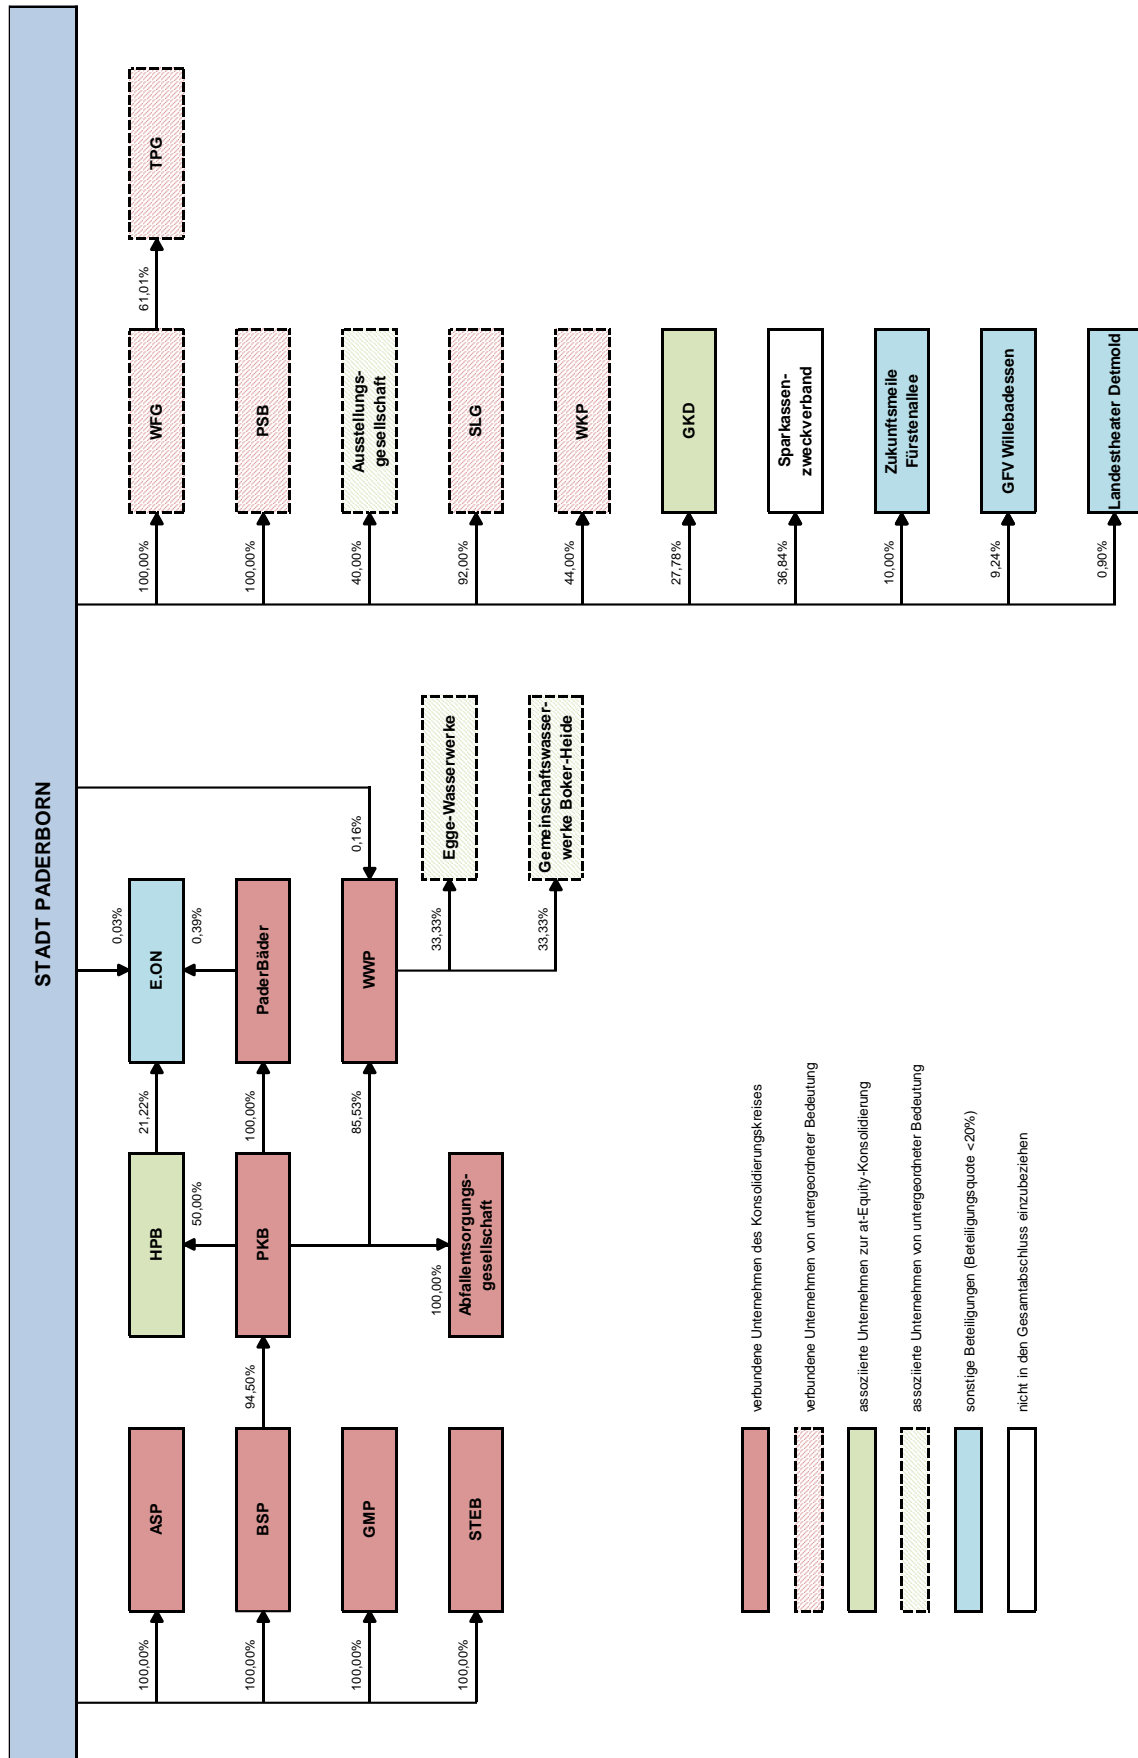 STADT PADERBORN
100,00%
ASP
100,00%
BSP
100,00%
GMP
100,00%
STEB
94,50%
HPB
50,00%
PKB
100,00%
Abfallentsorgungs-
gesellschaft
21,22%
100,00%
85,53%
E.ON
0,03%
0,39%
PaderBäder
WWP
0,16%
33,33%
Egge-Wasserwerke
33,33%
Gemeinschaftswasser-
werke Boker-Heide
100,00%
WFG
61,01%
TPG
100,00%
PSB
40,00%
Ausstellungs-
gesellschaft
92,00%
SLG
44,00%
WKP
27,78%
GKD
36,84%
Sparkassen-
zweckverband
10,00%
Zukunftsmeile
Fürstenallee
9,24%
GFV Willebadessen
0,90%
Landestheater Detmold
verbundene Unternehmen des Konsolidierungskreises
verbundene Unternehmen von untergeordneter Bedeutung
assoziierte Unternehmen zur at-Equity-Konsolidierung
assoziierte Unternehmen von untergeordneter Bedeutung
sonstige Beteiligungen (Beteiligungsquote <20%)
nicht in den Gesamtabschluss einzubeziehen